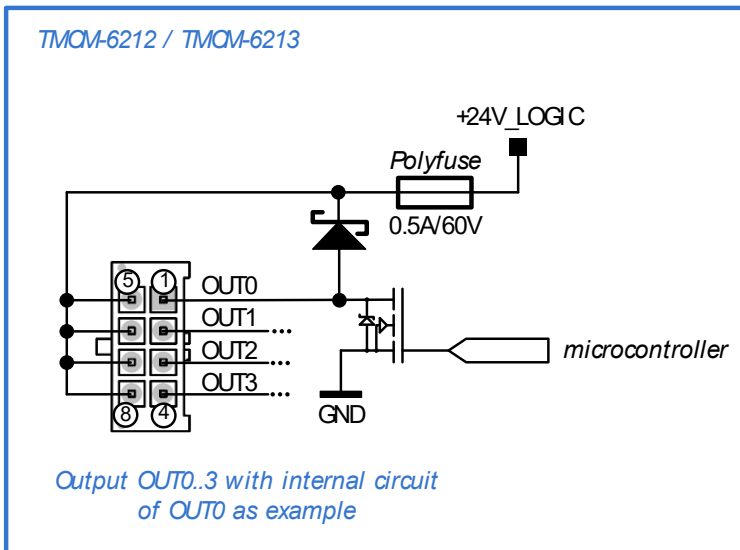 TMCM-6212 / TMCM-6213
+24V_LOGIC
Polyfuse
0.5A/60V
5 1 OUT0
OUT1 ...
OUT2 ...
OUT3 ...
8 4
GND
microcontroller
Output OUT0..3 with internal circuit
of OUT0 as example